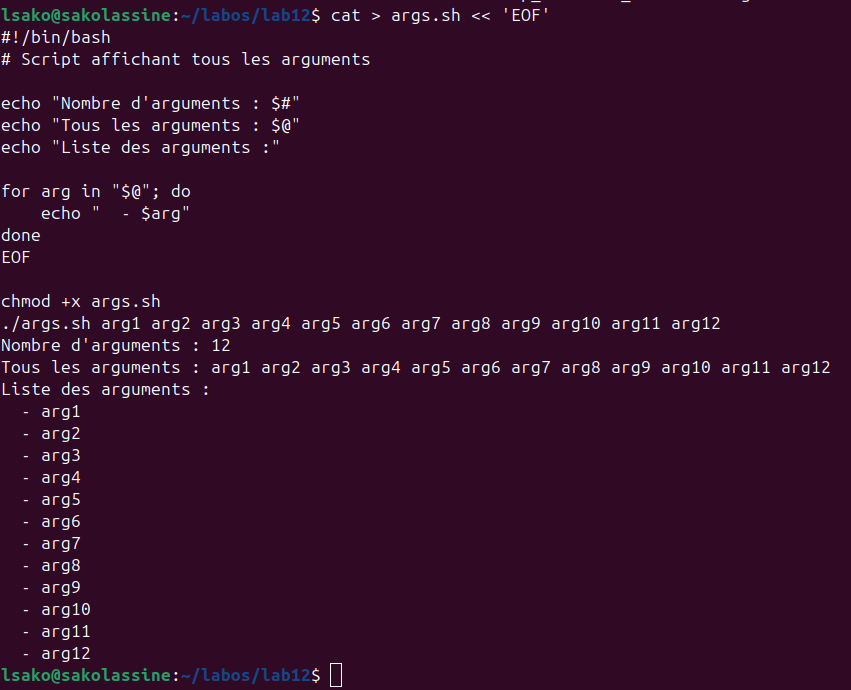 lsako@sakolassine:~/labos/lab12$ cat > args.sh << 'EOF'
#!/bin/bash
# Script affichant tous les arguments

echo "Nombre d'arguments : $#"
echo "Tous les arguments : $@"
echo "Liste des arguments :"

for arg in "$@"; do
    echo "  - $arg"
done
EOF

chmod +x args.sh
./args.sh arg1 arg2 arg3 arg4 arg5 arg6 arg7 arg8 arg9 arg10 arg11 arg12
Nombre d'arguments : 12
Tous les arguments : arg1 arg2 arg3 arg4 arg5 arg6 arg7 arg8 arg9 arg10 arg11 arg12
Liste des arguments :
  - arg1
  - arg2
  - arg3
  - arg4
  - arg5
  - arg6
  - arg7
  - arg8
  - arg9
  - arg10
  - arg11
  - arg12
lsako@sakolassine:~/labos/lab12$